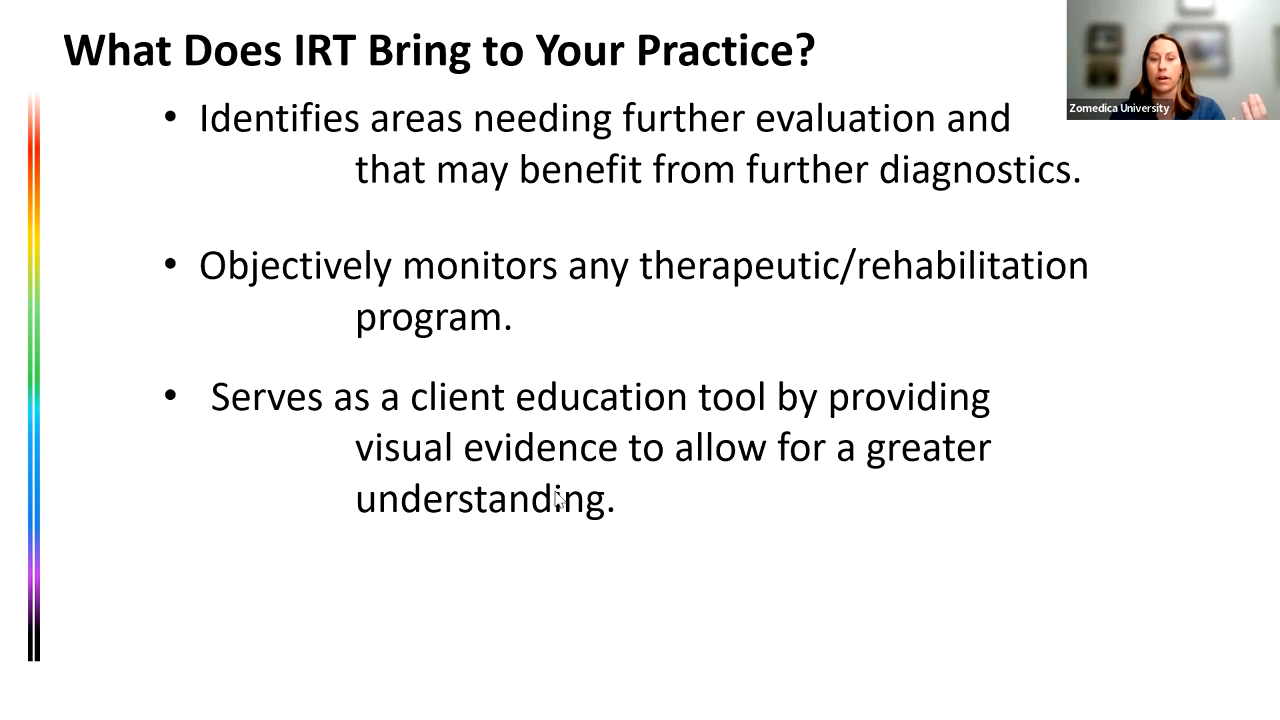 What Does IRT Bring to Your Practice?
Zomedica University
• Identifies areas needing further evaluation and
that may benefit from further diagnostics.
• Objectively monitors any therapeutic/rehabilitation
program.
• Serves as a client education tool by providing
visual evidence to allow for a greater
understanding.